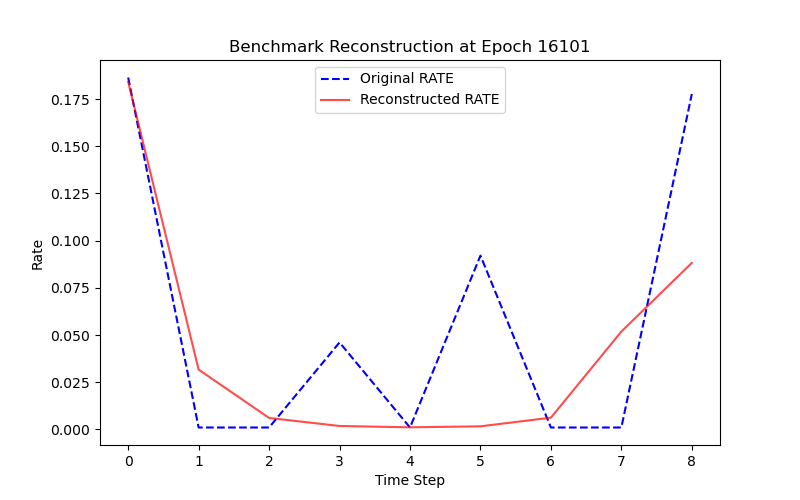 Benchmark Reconstruction at Epoch 16101
Original RATE
Reconstructed RATE
Rate
0.175
0.150
0.125
0.100
0.075
0.050
0.025
0.000
0 1 2 3 4 5 6 7 8
Time Step